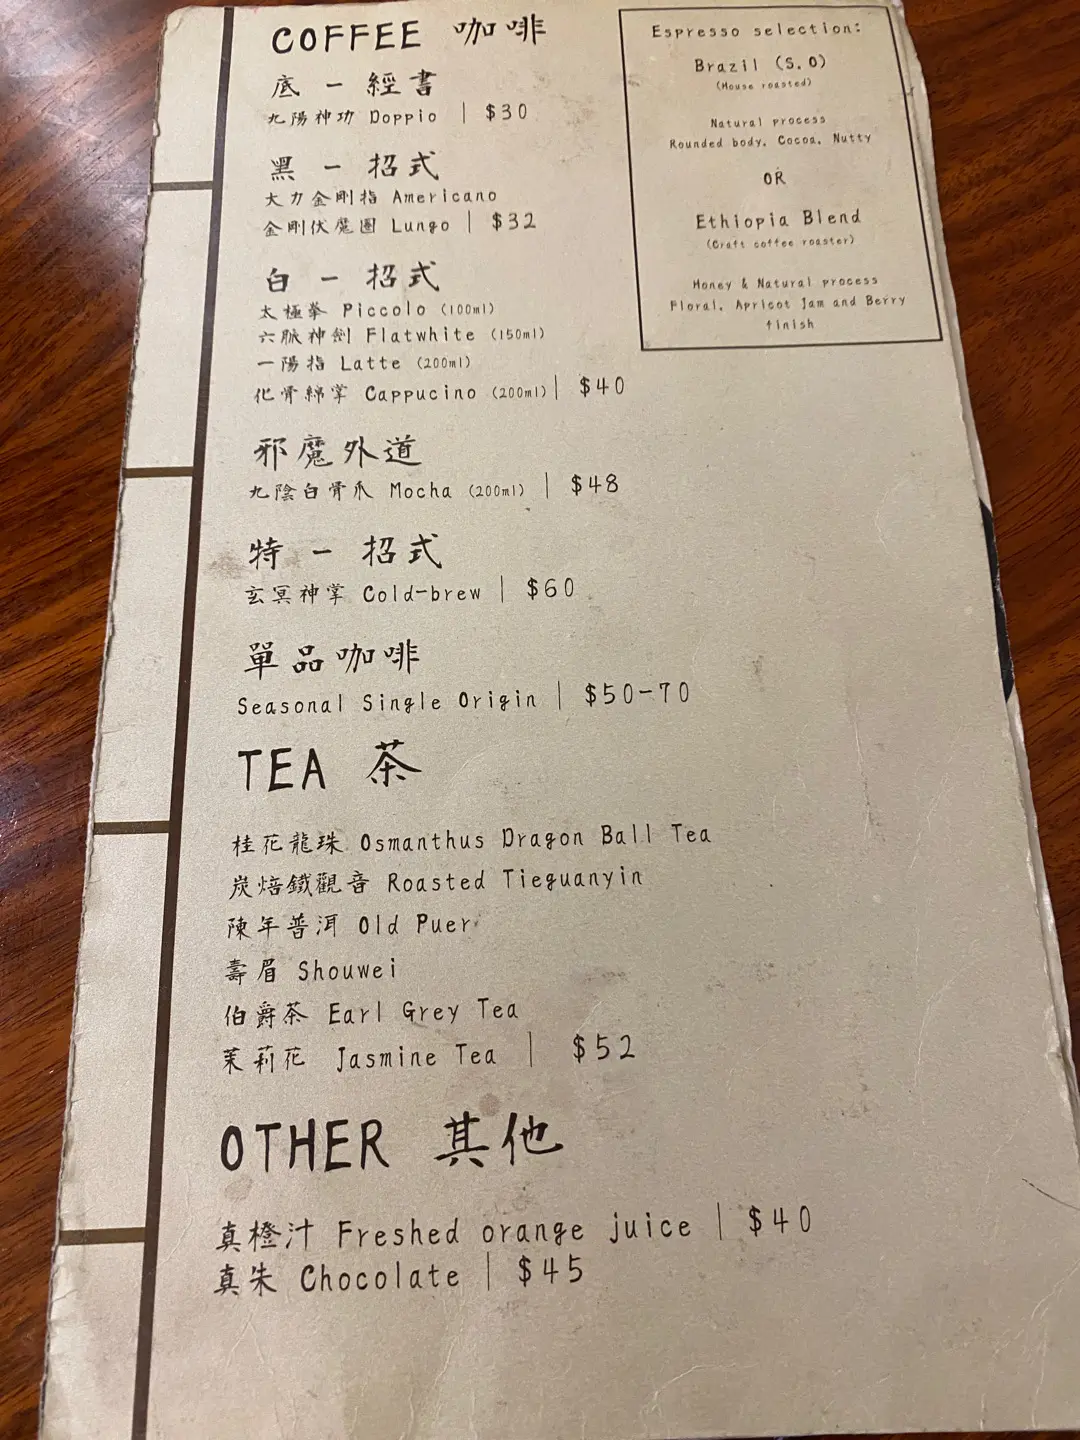 COFFEE 咖啡
底 － 經書
九陽神功 Doppio | $30
黑 － 招式
大力金剛指 Americano
金剛伏魔圈 Lungo | $32
白 － 招式
太極拳 Piccolo (100ml)
六脈神劍 Flatwhite (150ml)
一陽指 Latte (200ml)
化骨綿掌 Cappucino (200ml) | $40
邪魔外道
九陰白骨爪 Mocha (200ml) | $48
特 － 招式
玄冥神掌 Cold-brew | $60
單品咖啡
Seasonal Single Origin | $50-70
TEA 茶
桂花龍珠 Osmanthus Dragon Ball Tea
炭焙鐵觀音 Roasted Tieguanyin
陳年普洱 Old Puer
壽眉 Shouwei
伯爵茶 Earl Grey Tea
茉莉花 Jasmine Tea | $52
OTHER 其他
真橙汁 Freshed orange juice | $40
真朱 Chocolate | $45
Espresso selection:
Brazil (S.O)
(House roasted)
Natural process
Rounded body, Cocoa, Nutty
OR
Ethiopia Blend
(Craft coffee roaster)
Honey & Natural process
Floral, Apricot Jam and Berry
finish